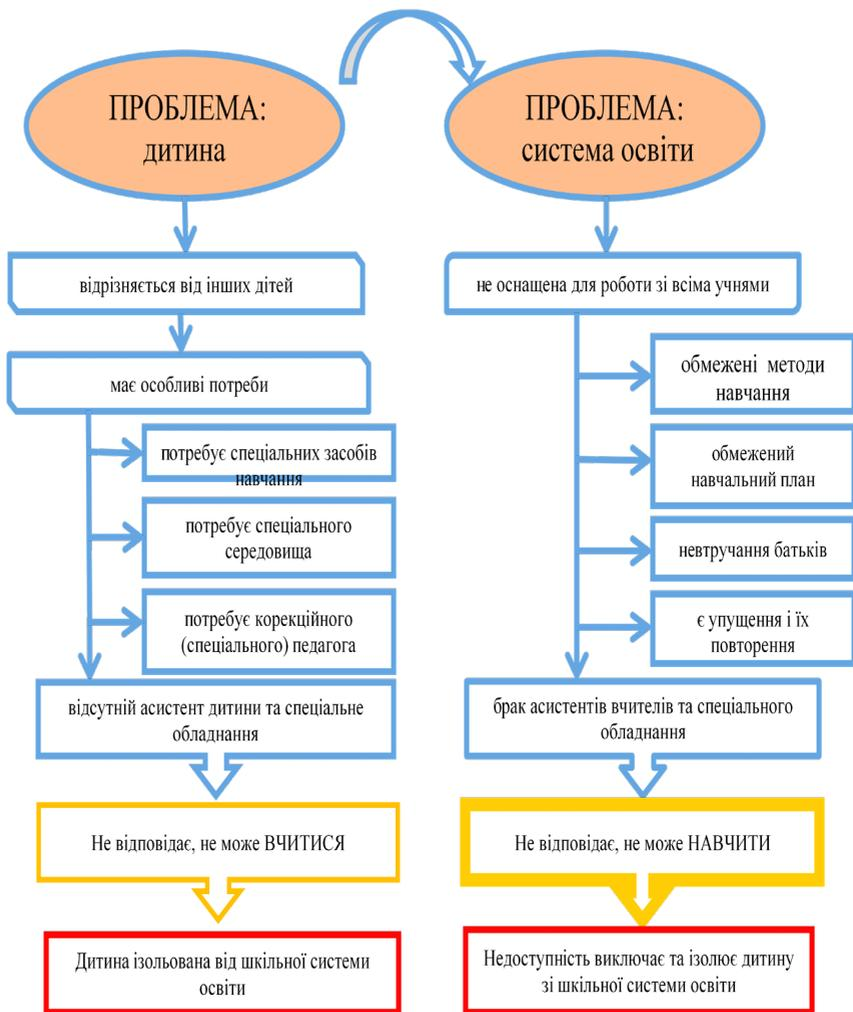 ПРОБЛЕМА:
дитина
відрізняється від інших дітей
має особливі потреби
потребує спеціальних засобів
навчання
потребує спеціального
середовища
потребує корекційного
(спеціального) педагога
відсутній асистент дитини та спеціальне
обладнання
Не відповідає, не може ВЧИТИСЯ
Дитина ізольована від шкільної системи
освіти
ПРОБЛЕМА:
система освіти
не оснащена для роботи зі всіма учнями
обмежені методи
навчання
обмежений
навчальний план
невтручання батьків
є упущення і їх
повторення
брак асистентів вчителів та спеціального
обладнання
Не відповідає, не може НАВЧИТИ
Недоступність виключає та ізолює дитину
зі шкільної системи освіти